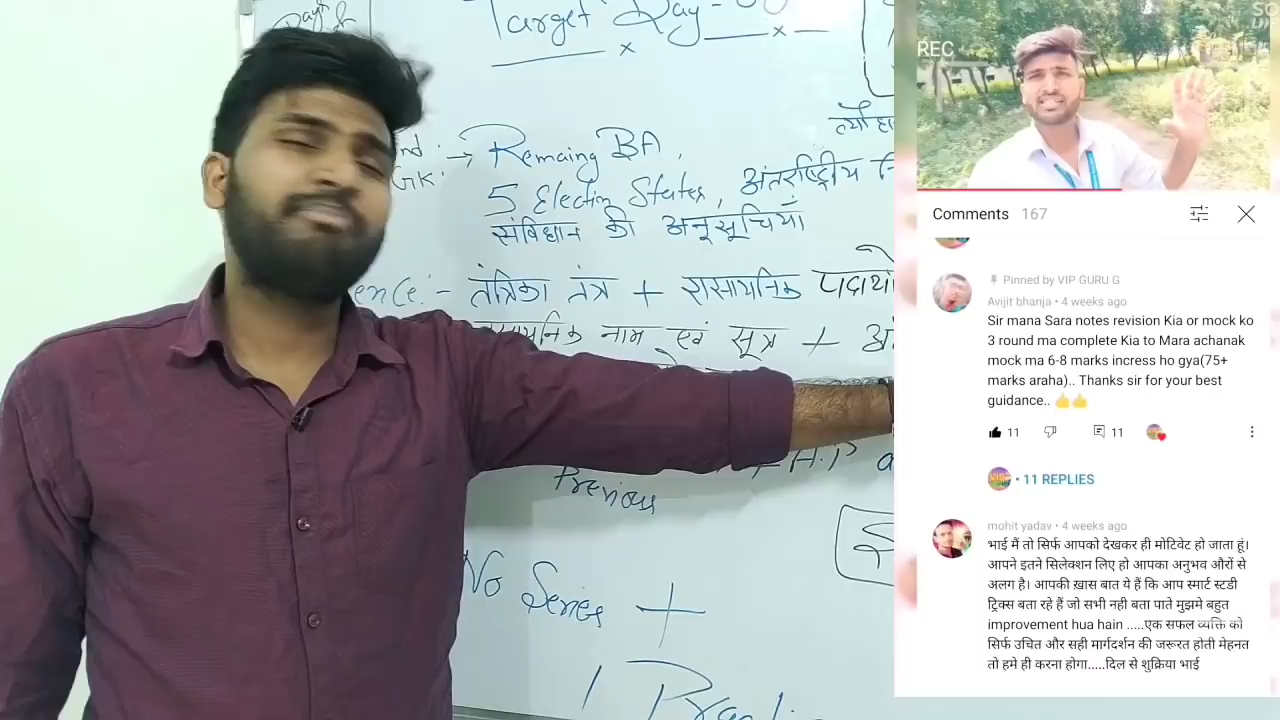 Target Day-
Remaing BA,
5 Election States, अंतर्राष्ट्रीय
संविधान की अनुसूचियाँ
तंत्रिका तंत्र + रासायनिक पदार्थो
नाम एवं सूत्र +
+ H.P
Previous
No Series +
1
REC
Comments 167
Pinned by VIP GURU G
Avijit bhanja • 4 weeks ago
Sir mana Sara notes revision Kia or mock ko
3 round ma complete Kia to Mara achanak
mock ma 6-8 marks incress ho gya(75+
marks araha).. Thanks sir for your best
guidance.. 👍👍
11 11
• 11 REPLIES
mohit yadav • 4 weeks ago
भाई मैं तो सिर्फ आपको देखकर ही मोटिवेट हो जाता हूं।
आपने इतने सिलेक्शन लिए हो आपका अनुभव औरों से
अलग है। आपकी ख़ास बात ये हैं कि आप स्मार्ट स्टडी
ट्रिक्स बता रहे हैं जो सभी नही बता पाते मुझमे बहुत
improvement hua hain .....एक सफल व्यक्ति को
सिर्फ उचित और सही मार्गदर्शन की जरूरत होती मेहनत
तो हमे ही करना होगा.....दिल से शुक्रिया भाई